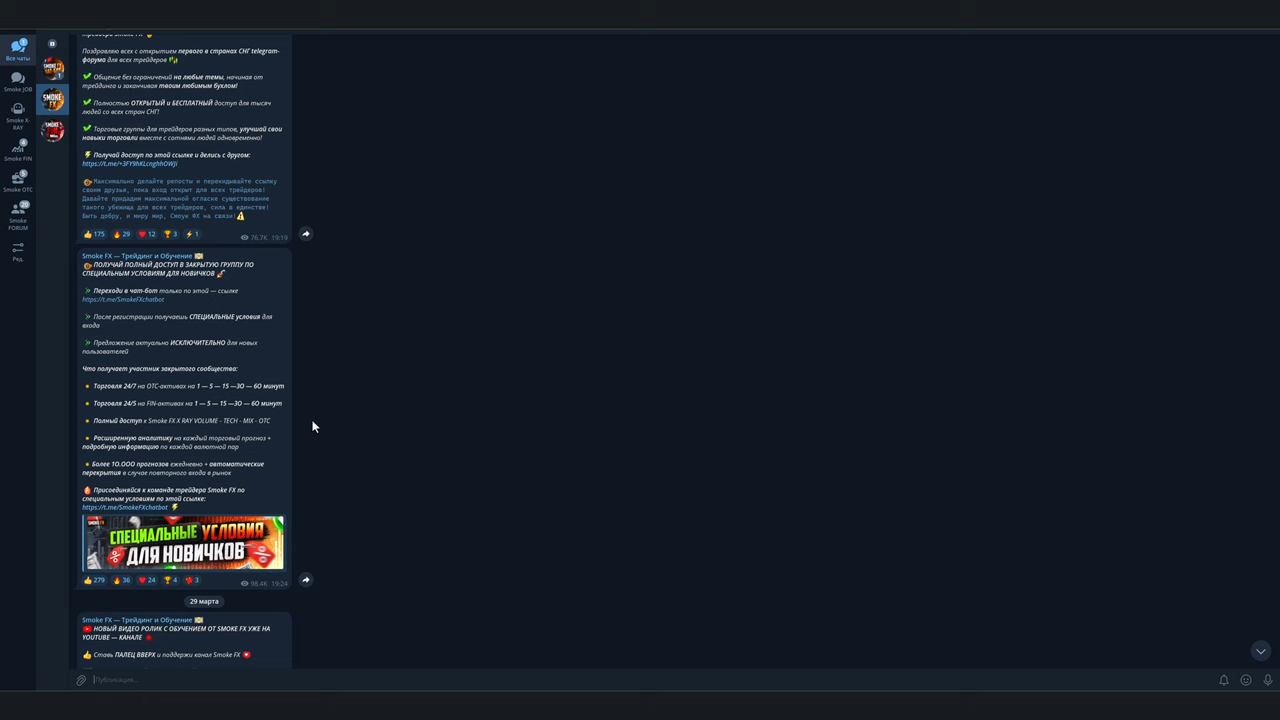 Все чаты
Smoke JOB
Smoke X-RAY
Smoke FIN
Smoke OTC
Smoke FORUM
Ред.
Поздравляю всех с открытием первого в странах СНГ telegram-
форума для всех трейдеров
Общение без ограничений на любые темы, начиная от
трейдинга и заканчивая твоим любимым бухлом!
Полностью ОТКРЫТЫЙ и БЕСПЛАТНЫЙ доступ для тысяч
людей со всех стран СНГ!
Торговые группы для трейдеров разных типов, улучшай свои
навыки торговли вместе с сотнями людей одновременно!
Получай доступ по этой ссылке и делись с другом:
https://t.me/+3FY9hKLcnghhOWJi
Максимально делайте репосты и перекидывайте ссылку
своим друзья, пока вход открыт для всех трейдеров!
Давайте придадим максимальной огласке существование
такого убежища для всех трейдеров, сила в единстве!
Быть добру, и миру мир, Смоук ФХ на связи!
175 29 12 3 1 76.7K 19:19
Smoke FX — Трейдинг и Обучение
ПОЛУЧАЙ ПОЛНЫЙ ДОСТУП В ЗАКРЫТУЮ ГРУППУ ПО
СПЕЦИАЛЬНЫМ УСЛОВИЯМ ДЛЯ НОВИЧКОВ
Переходи в чат-бот только по этой — ссылке
https://t.me/SmokeFXchatbot
После регистрации получаешь СПЕЦИАЛЬНЫЕ условия для
входа
Предложение актуально ИСКЛЮЧИТЕЛЬНО для новых
пользователей
Что получает участник закрытого сообщества:
Торговля 24/7 на OTC-активах на 1 — 5 — 15 —30 — 60 минут
Торговля 24/5 на FIN-активах на 1 — 5 — 15 —30 — 60 минут
Полный доступ к Smoke FX X RAY VOLUME - TECH - MIX - OTC
Расширенную аналитику на каждый торговый прогноз +
подробную информацию по каждой валютной пар
Более 10.000 прогнозов ежедневно + автоматические
перекрытия в случае повторного входа в рынок
Присоединяйся к команде трейдера Smoke FX по
специальным условиям по этой ссылке:
https://t.me/SmokeFXchatbot
СПЕЦИАЛЬНЫЕ УСЛОВИЯ
ДЛЯ НОВИЧКОВ
279 36 24 4 3 98.4K 19:24
29 марта
Smoke FX — Трейдинг и Обучение
НОВЫЙ ВИДЕО РОЛИК С ОБУЧЕНИЕМ ОТ SMOKE FX УЖЕ НА
YOUTUBE — КАНАЛЕ
Ставь ПАЛЕЦ ВВЕРХ и поддержи канал Smoke FX
Публикация...